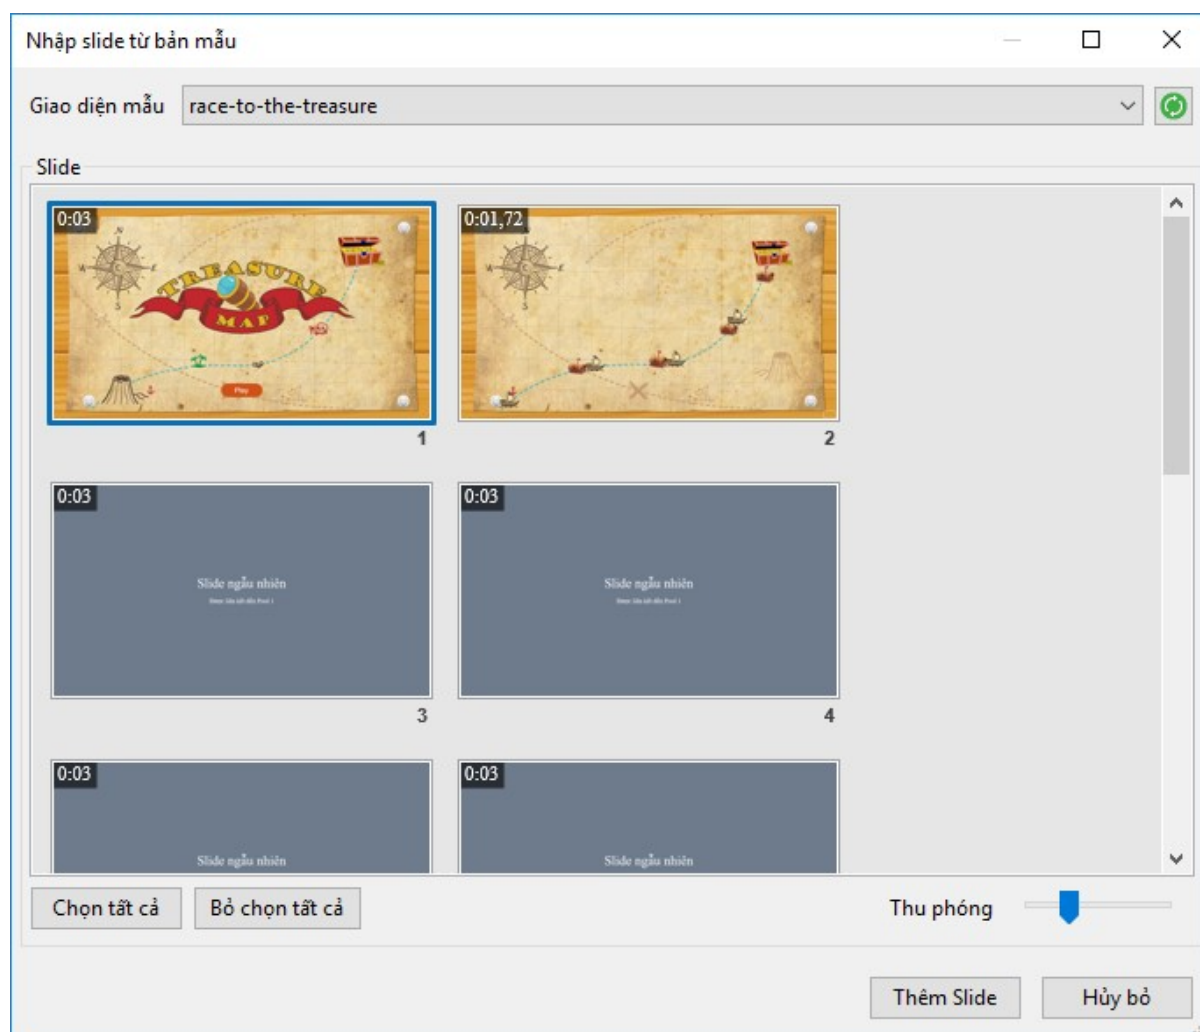 Nhập slide từ bản mẫu
Giao diện mẫu race-to-the-treasure
Slide
0:03
TREASURE
MAP
Play
1
0:01,72
2
0:03
Slide ngẫu nhiên
3
0:03
Slide ngẫu nhiên
4
0:03
Slide ngẫu nhiên
0:03
Slide ngẫu nhiên
Chọn tất cả Bỏ chọn tất cả Thu phóng
Thêm Slide Hủy bỏ